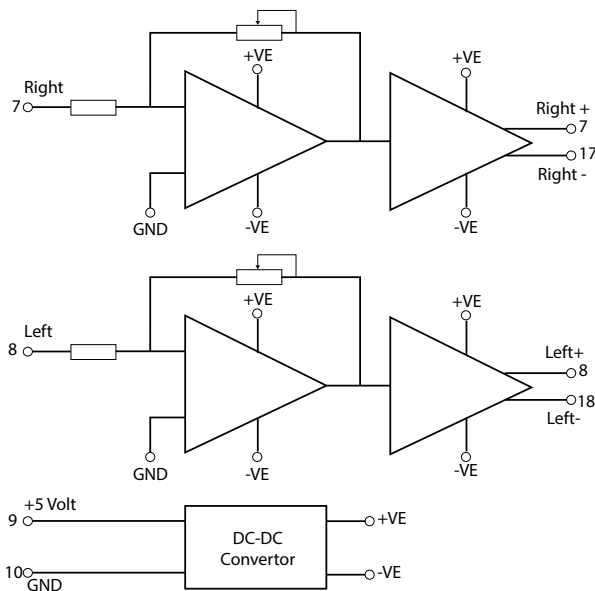 +VE
+VE
Right
7
Right +
7
17
Right -
GND
-VE
-VE
+VE
+VE
Left
8
Left+
8
18
Left-
GND
-VE
-VE
+5 Volt
9
+VE
DC-DC
Convertor
10
GND
-VE